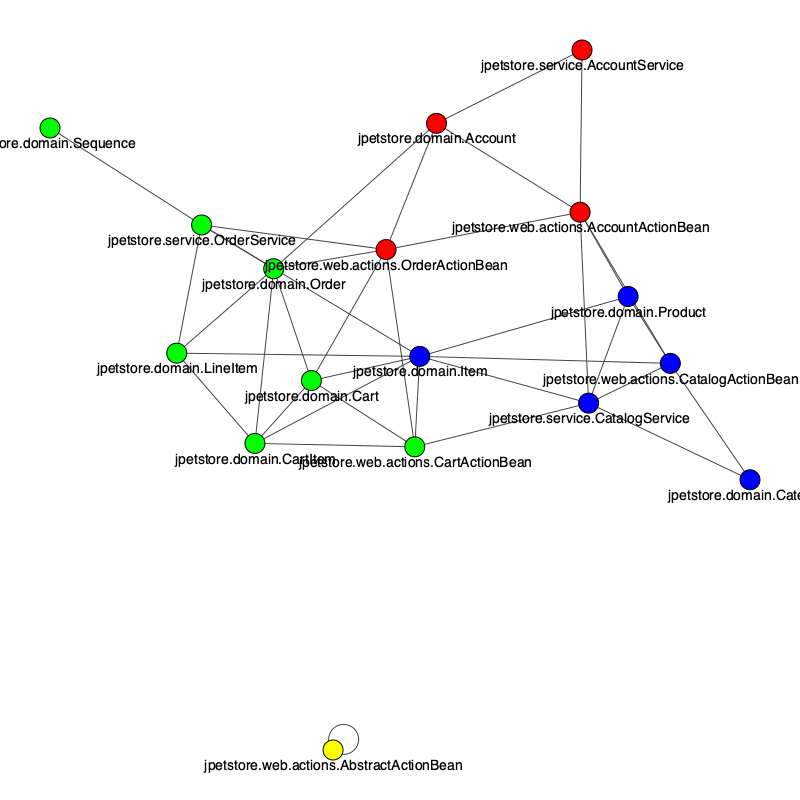 jpetstore.service.AccountService
jpetstore.domain.Account
ore.domain.Sequence
jpetstore.web.actions.AccountActionBean
jpetstore.service.OrderService
jpetstore.web.actions.OrderActionBean
jpetstore.domain.Order
jpetstore.domain.Product
jpetstore.domain.LineItem
jpetstore.domain.Item
jpetstore.web.actions.CatalogActionBean
jpetstore.domain.Cart
jpetstore.service.CatalogService
jpetstore.domain.CartItem
jpetstore.web.actions.CartActionBean
jpetstore.domain.Cate
jpetstore.web.actions.AbstractActionBean